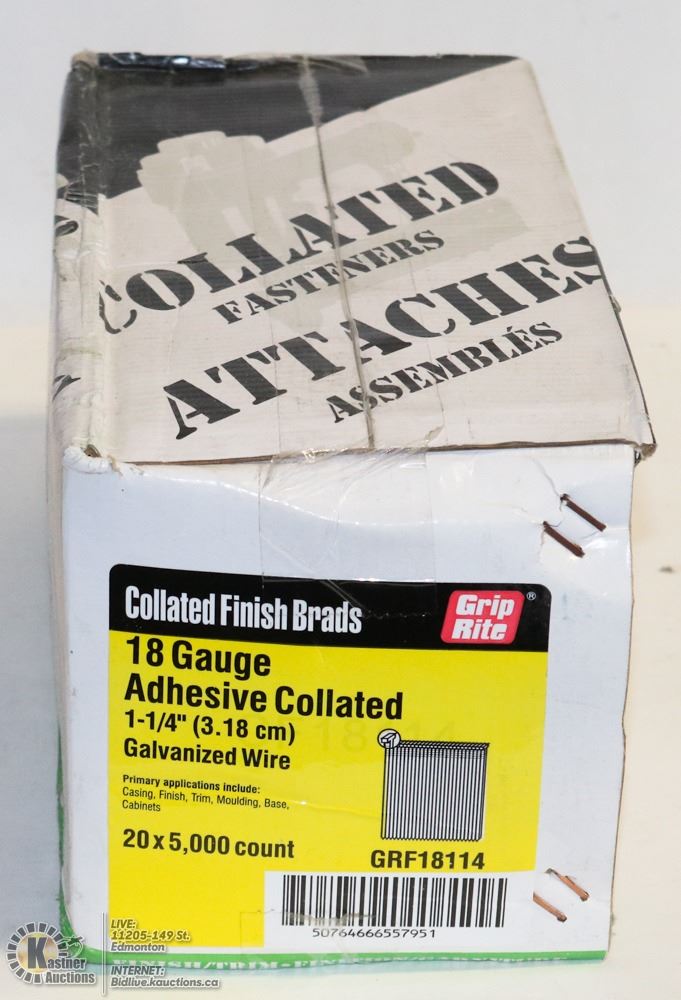 COLLATED
FASTENERS
ATTACHES
ASSEMBLÉS
Collated Finish Brads
Grip
Rite®
18 Gauge
Adhesive Collated
1-1/4" (3.18 cm)
Galvanized Wire
Primary applications include:
Casing, Finish, Trim, Moulding, Base,
Cabinets
20 x 5,000 count
GRF18114
50764666557951
Kastner
Auctions
LIVE:
11205-149 St.
Edmonton
INTERNET:
Bidlive.kauctions.ca